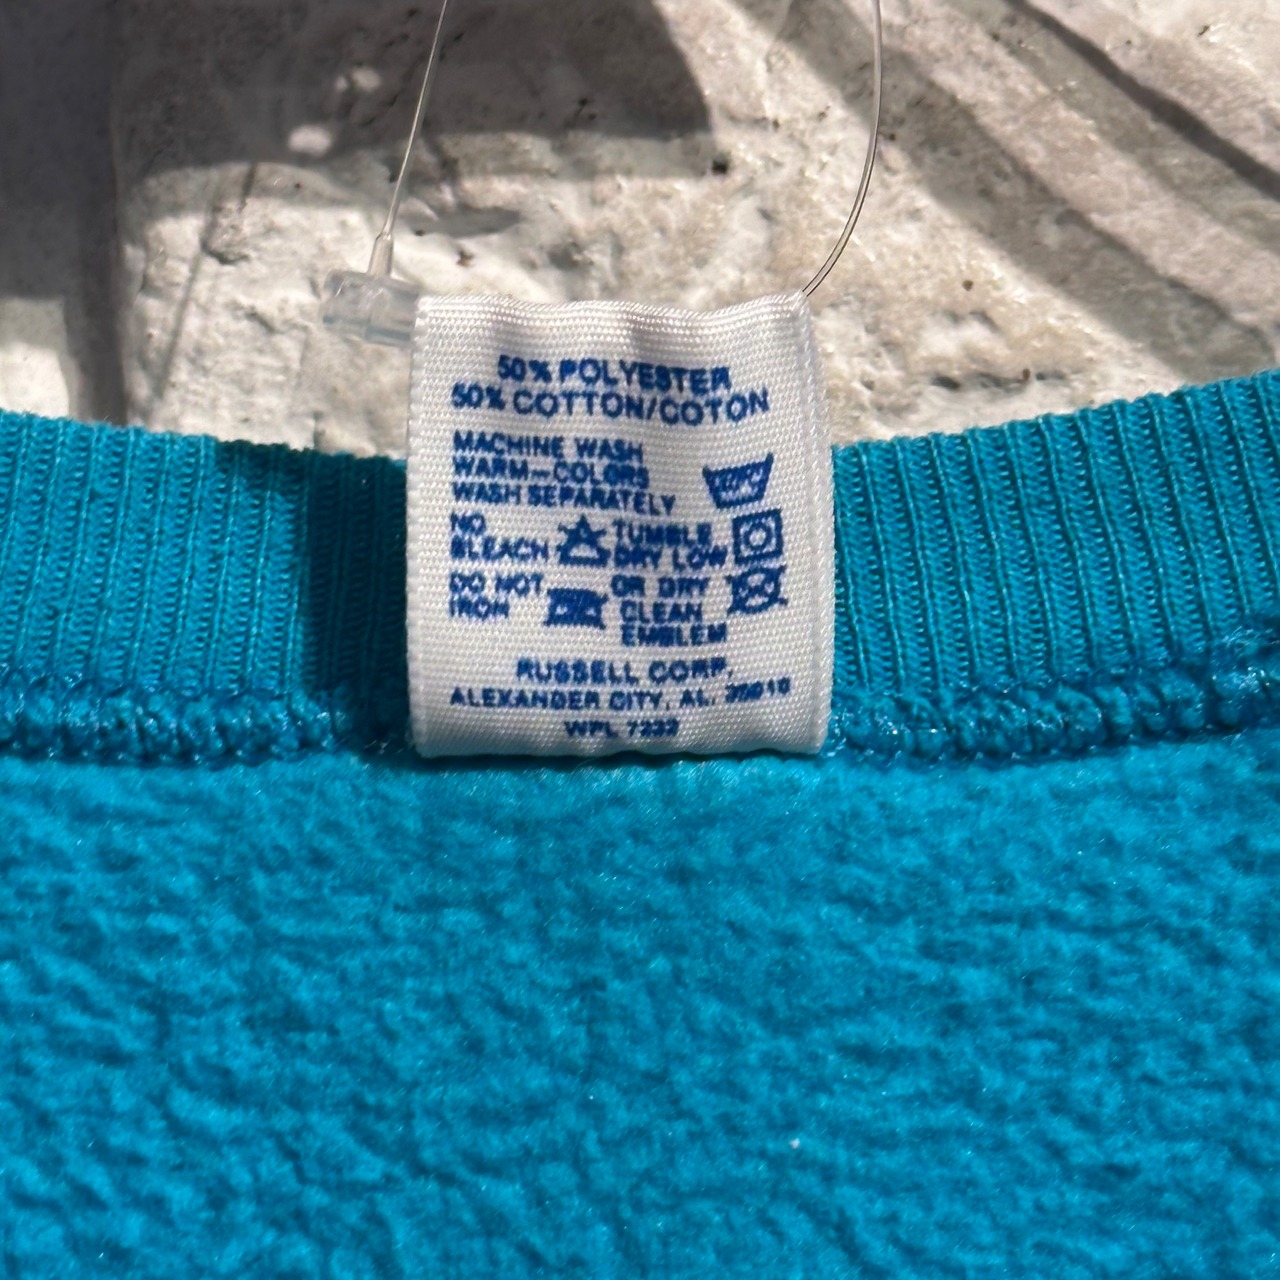 50% POLYESTER
50% COTTON/COTON
MACHINE WASH
WARM-COLORS
WASH SEPARATELY
NO
BLEACH
TUMBLE
DRY LOW
DO NOT
IRON
OR DRY
CLEAN
EMBLEM
RUSSELL CORP.
ALEXANDER CITY, AL. 35010
WPL